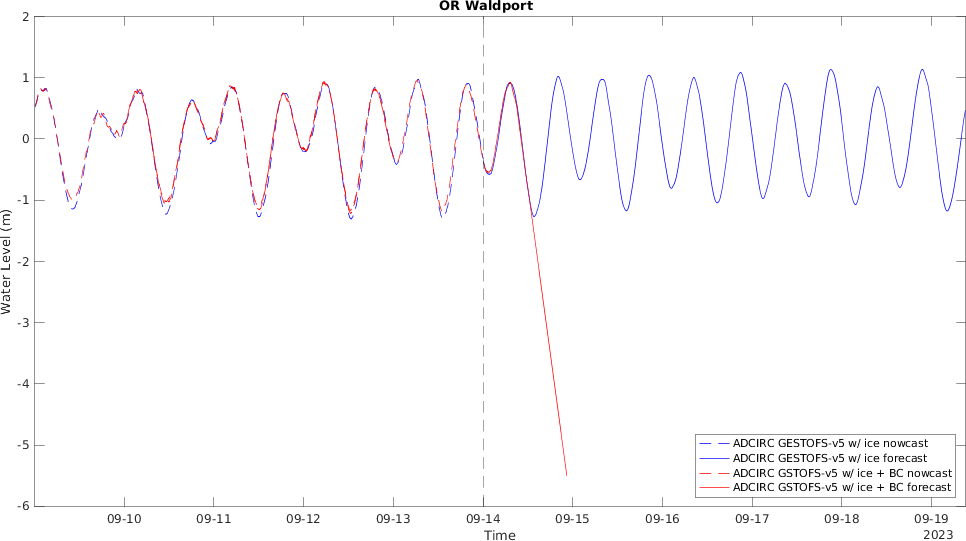 OR Waldport
2
1
0
-1
-2
-3
-4
-5
-6
Water Level (m)
ADCIRC GESTOFS-v5 w/ ice nowcast
ADCIRC GESTOFS-v5 w/ ice forecast
ADCIRC GSTOFS-v5 w/ ice + BC nowcast
ADCIRC GSTOFS-v5 w/ ice + BC forecast
09-10 09-11 09-12 09-13 09-14 09-15 09-16 09-17 09-18 09-19
Time
2023